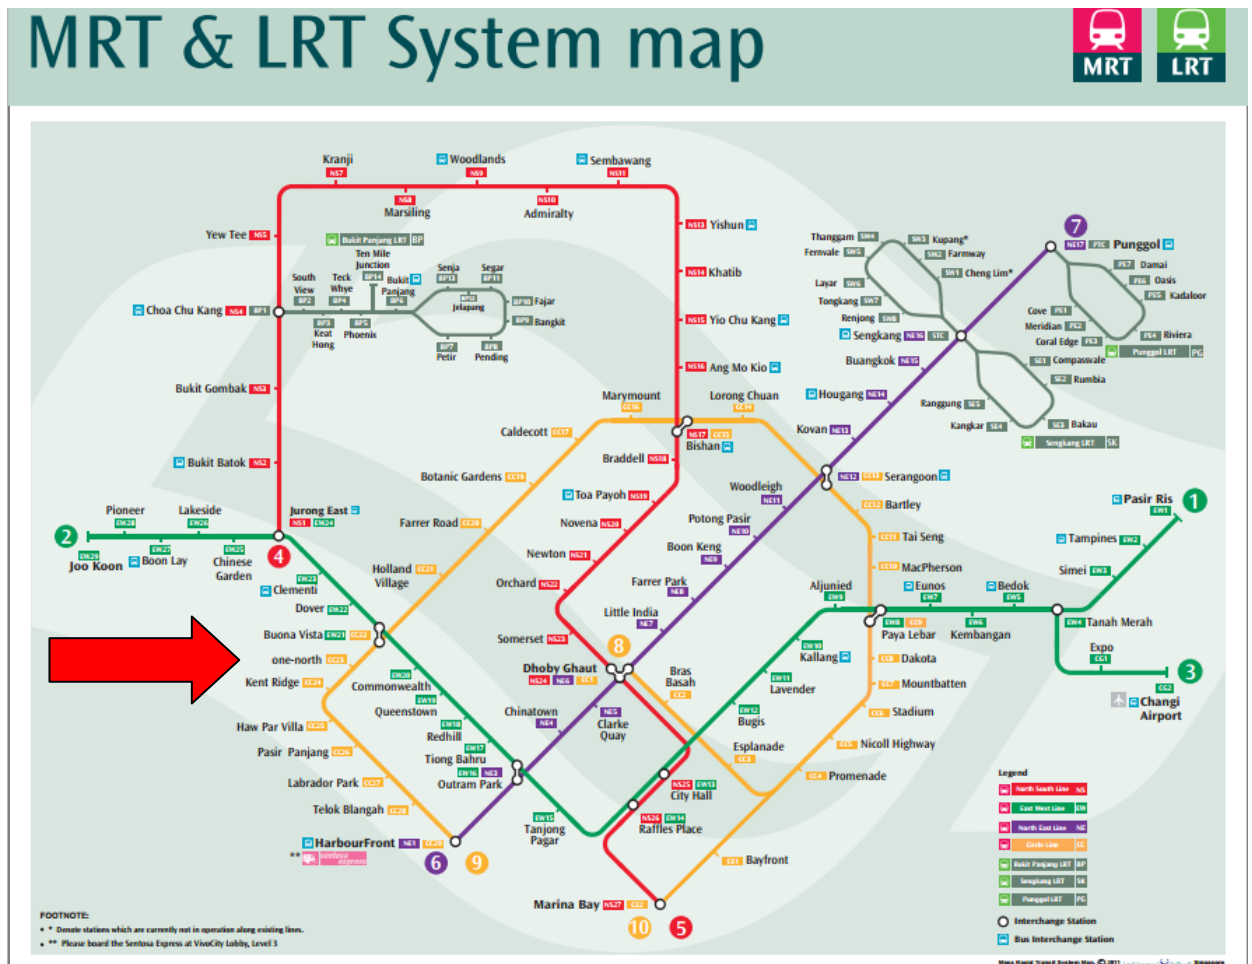 MRT & LRT System map
MRT
LRT
Kranji
NS7
Woodlands
NS9
Sembawang
NS11
NS8
Marsiling
NS10
Admiralty
Yew Tee NS5
NS13 Yishun
Bukit Panjang LRT BP
Ten Mile
Junction
BP14
South
View
BP2
Teck
Whye
BP4
Bukit
Panjang
BP6
Senja
BP13
Segar
BP11
BP12
Jelapang
BP10 Fajar
BP9 Bangkit
Choa Chu Kang NS4 BP1
BP3
Keat
Hong
BP5
Phoenix
BP7
Petir
BP8
Pending
NS14 Khatib
NS15 Yio Chu Kang
NS16 Ang Mo Kio
Thanggam SW4
Fernvale SW5
SW3 Kupang*
SW2 Farmway
SW1 Cheng Lim*
Layar SW6
Tongkang SW7
Renjong SW8
Sengkang NE16 STC
7
NE17 PTC Punggol
PE7 Damai
PE6 Oasis
PE5 Kadaloor
Cove PE1
Meridian PE2
Coral Edge PE3
PE4 Riviera
Punggol LRT PG
Buangkok NE15
SE1 Compassvale
SE2 Rumbia
Ranggung SE5
Kangkar SE4
SE3 Bakau
Sengkang LRT SK
Bukit Gombak NS3
Hougang NE14
Kovan NE13
Marymount
CC16
Lorong Chuan
CC14
Caldecott CC17
NS17 CC15
Bishan
Braddell NS18
Bukit Batok NS2
Botanic Gardens CC19
NE12 CC13 Serangoon
Toa Payoh NS19
Woodleigh
NE11
CC12 Bartley
Pioneer
EW28
Lakeside
EW26
Jurong East
NS1 EW24
Farrer Road CC20
Novena NS20
Potong Pasir
NE10
Pasir Ris
EW1
1
2
EW29
Joo Koon
EW27
Boon Lay
EW25
Chinese
Garden
4
Newton NS21
Boon Keng
NE9
CC11 Tai Seng
Tampines EW2
Holland
Village CC21
EW23
Clementi
Orchard NS22
Farrer Park
NE8
CC10 MacPherson
Simei EW3
Dover EW22
Little India
NE7
Aljunied
EW9
Eunos
EW7
Bedok
EW5
Buona Vista EW21 CC22
Somerset NS23
EW8 CC9
Paya Lebar
EW6
Kembangan
EW4 Tanah Merah
one-north CC23
Kent Ridge CC24
EW20
Commonwealth
8
Dhoby Ghaut
NS24 NE6 CC1
Bras
Basah
CC2
EW10
Kallang
CC8 Dakota
Expo
CG1
3
EW19
Queenstown
EW11
Lavender
CC7 Mountbatten
CG2
Changi
Airport
Haw Par Villa CC25
EW18
Redhill
Chinatown
NE4
NE5
Clarke
Quay
EW12
Bugis
CC6 Stadium
Pasir Panjang CC26
EW17
Tiong Bahru
EW16 NE3
Outram Park
Esplanade
CC3
CC5 Nicoll Highway
Labrador Park CC27
NS25 EW13
City Hall
CC4 Promenade
Telok Blangah CC28
EW15
Tanjong
Pagar
NS26 EW14
Raffles Place
HarbourFront NE1 CC29
** sentosa
express
6
9
CE1 Bayfront
Marina Bay NS27 CE2
10
5
Legend
North South Line NS
East West Line EW
North East Line NE
Circle Line CC
Bukit Panjang LRT BP
Sengkang LRT SK
Punggol LRT PG
Interchange Station
Bus Interchange Station
FOOTNOTE:
• * Denote stations which are currently not in operation along existing lines.
• ** Please board the Sentosa Express at VivoCity Lobby, Level 3